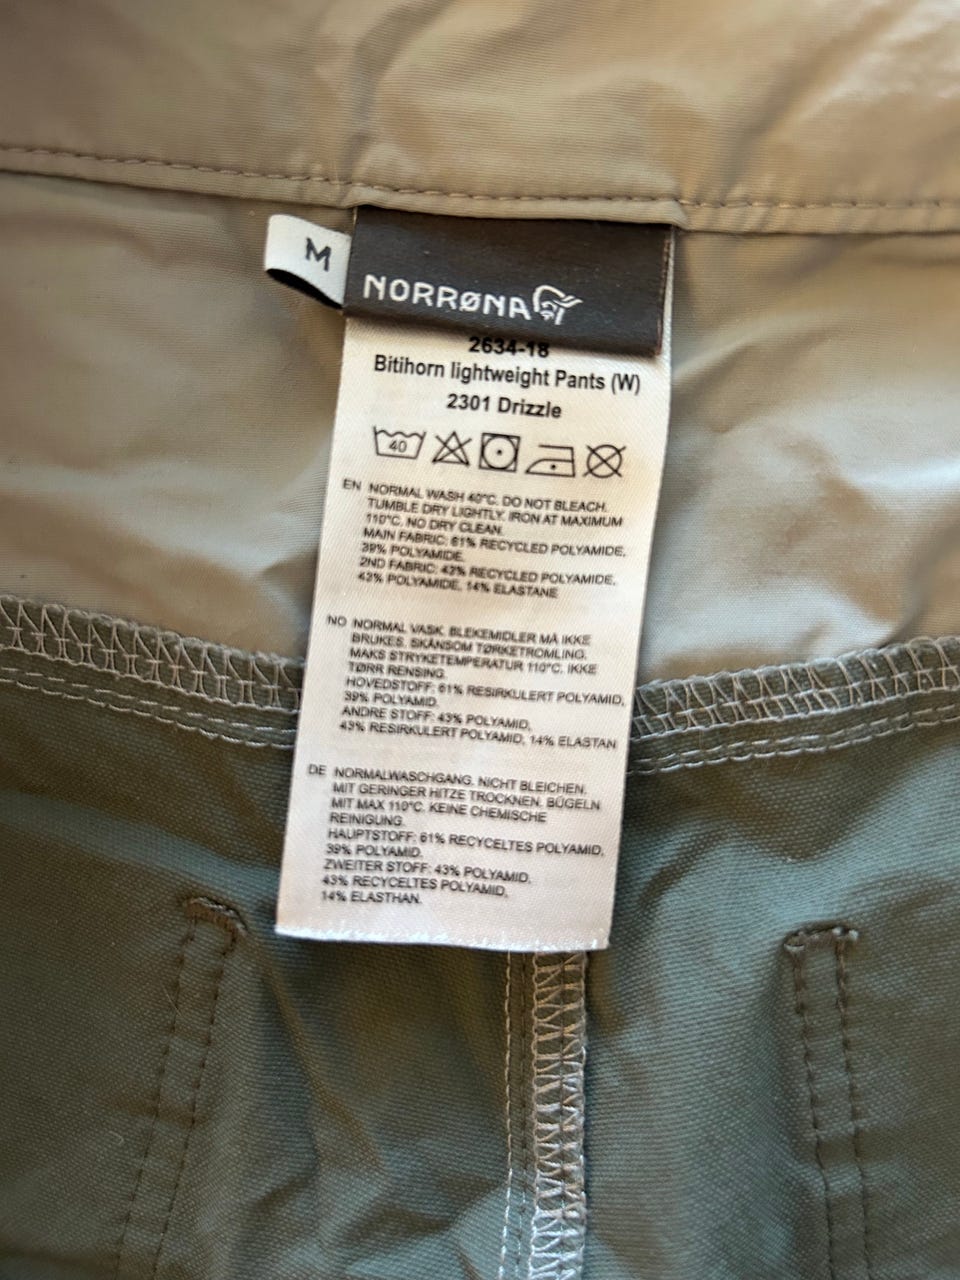 M
NORRØNA
2634-18
Bitihorn lightweight Pants (W)
2301 Drizzle
40
EN NORMAL WASH 40°C. DO NOT BLEACH.
TUMBLE DRY LIGHTLY. IRON AT MAXIMUM
110°C. NO DRY CLEAN.
MAIN FABRIC: 61% RECYCLED POLYAMIDE,
39% POLYAMIDE.
2ND FABRIC: 43% RECYCLED POLYAMIDE,
43% POLYAMIDE, 14% ELASTANE
NO NORMAL VASK. BLEKEMIDLER MÅ IKKE
BRUKES. SKÅNSOM TØRKETROMLING.
MAKS STRYKETEMPERATUR 110°C. IKKE
TØRR RENSING.
HOVEDSTOFF: 61% RESIRKULERT POLYAMID,
39% POLYAMID.
ANDRE STOFF: 43% POLYAMID,
43% RESIRKULERT POLYAMID, 14% ELASTAN
DE NORMALWASCHGANG. NICHT BLEICHEN.
MIT GERINGER HITZE TROCKNEN. BÜGELN
MIT MAX 110°C. KEINE CHEMISCHE
REINIGUNG.
HAUPTSTOFF: 61% RECYCELTES POLYAMID,
39% POLYAMID.
ZWEITER STOFF: 43% POLYAMID,
43% RECYCELTES POLYAMID,
14% ELASTHAN.